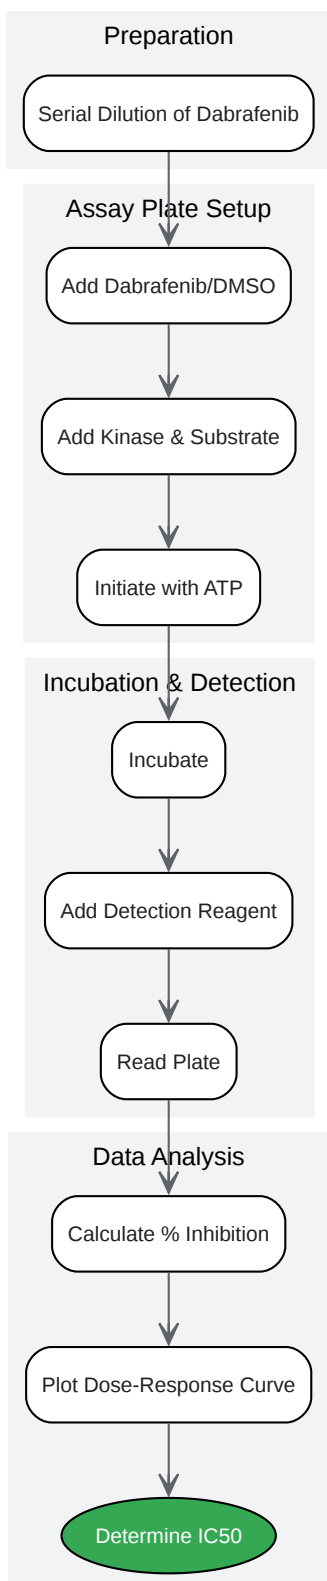 Preparation
Serial Dilution of Dabrafenib
Assay Plate Setup
Add Dabrafenib/DMSO
Add Kinase & Substrate
Initiate with ATP
Incubation & Detection
Incubate
Add Detection Reagent
Read Plate
Data Analysis
Calculate % Inhibition
Plot Dose-Response Curve
Determine IC50